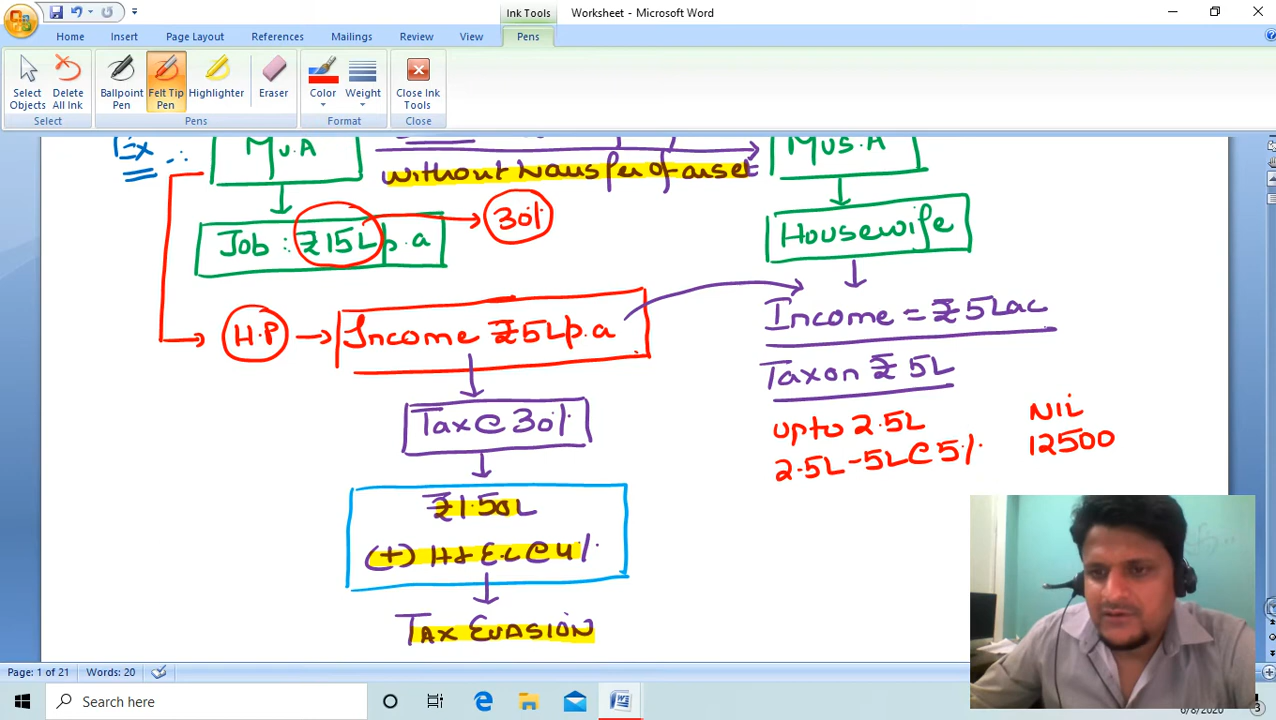 Ink Tools
Worksheet - Microsoft Word
Home Insert Page Layout References Mailings Review View Pens
Select Objects
Delete All Ink
Ballpoint Pen
Felt Tip Pen
Highlighter
Eraser
Color
Weight
Close Ink Tools
Select
Pens
Format
Close
Ex ∴
Mr.A
Mrs.A
without transfer of asset
Job : ₹15L p.a
30%
Housewife
H.P
Income ₹5L p.a
Income = ₹5Lac
Tax on ₹ 5L
Tax @ 30%
upto 2.5L NIL
2.5L-5L@5% 12500
₹1.50L
(+) H+E.C@4%
TAX EVASION
Page: 1 of 21 Words: 20
Search here
6/8/2020
3